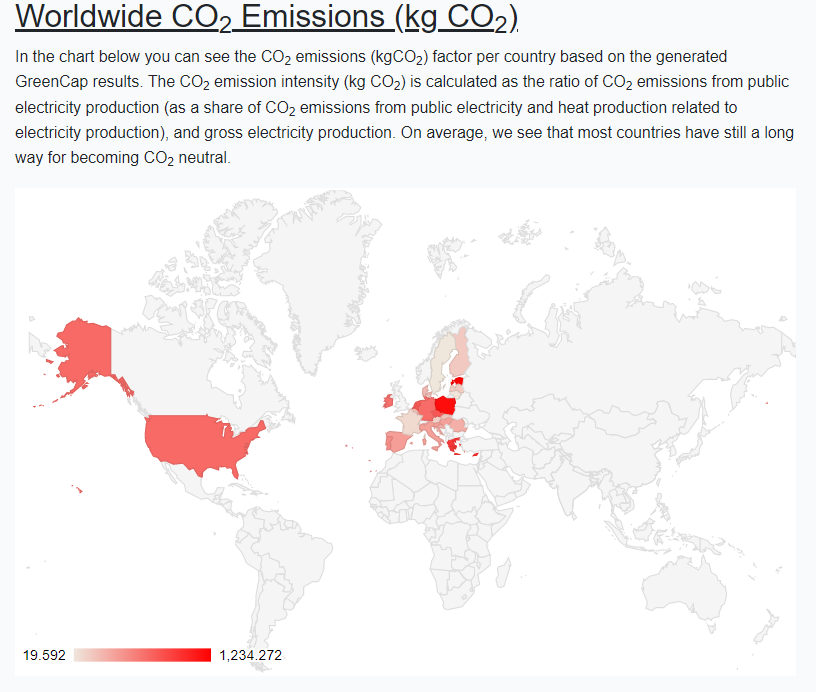 Worldwide CO₂ Emissions (kg CO₂)
In the chart below you can see the CO₂ emissions (kgCO₂) factor per country based on the generated
GreenCap results. The CO₂ emission intensity (kg CO₂) is calculated as the ratio of CO₂ emissions from public
electricity production (as a share of CO₂ emissions from public electricity and heat production related to
electricity production), and gross electricity production. On average, we see that most countries have still a long
way for becoming CO₂ neutral.
19.592 1,234.272